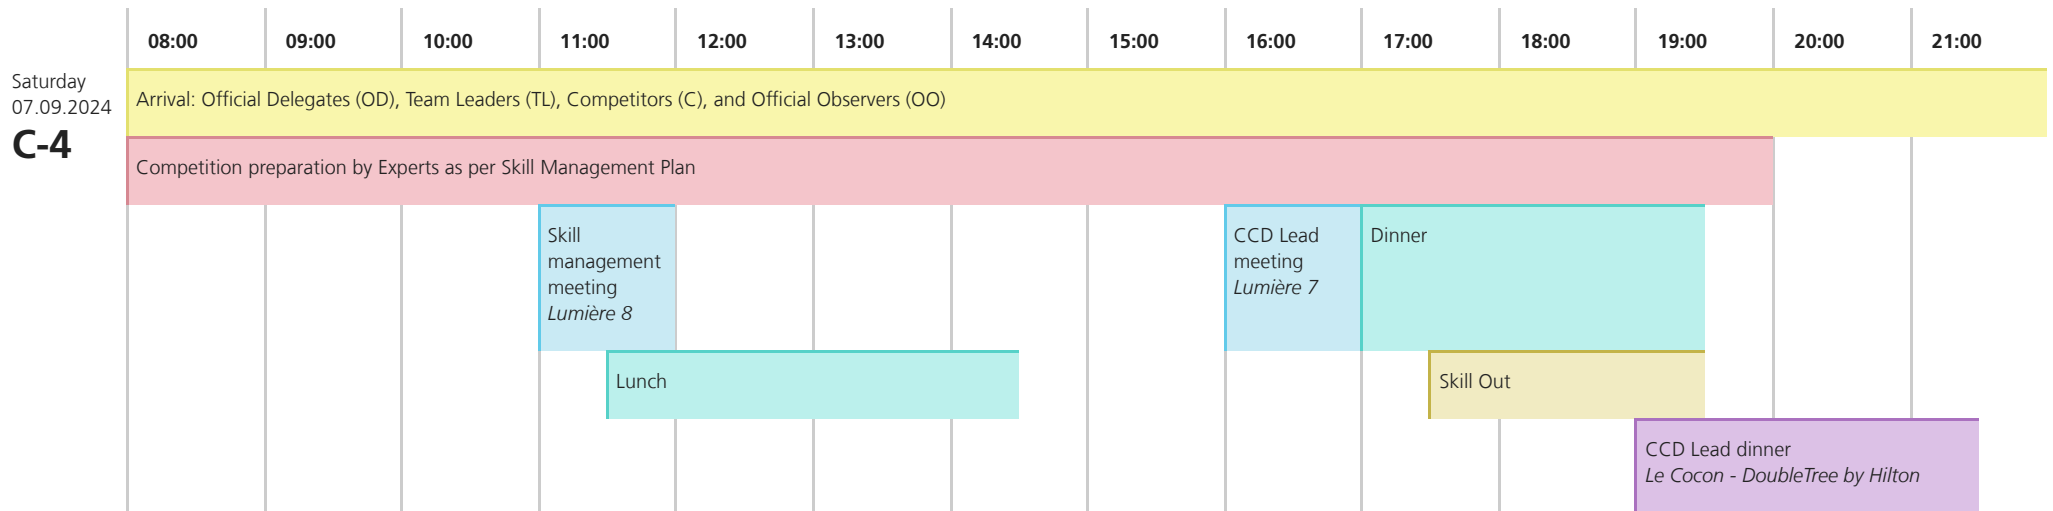 08:00 09:00 10:00 11:00 12:00 13:00 14:00 15:00 16:00 17:00 18:00 19:00 20:00 21:00
Saturday
07.09.2024
C-4
Arrival: Official Delegates (OD), Team Leaders (TL), Competitors (C), and Official Observers (OO)
Competition preparation by Experts as per Skill Management Plan
Skill
management
meeting
Lumière 8
CCD Lead
meeting
Lumière 7
Dinner
Lunch
Skill Out
CCD Lead dinner
Le Cocon - DoubleTree by Hilton